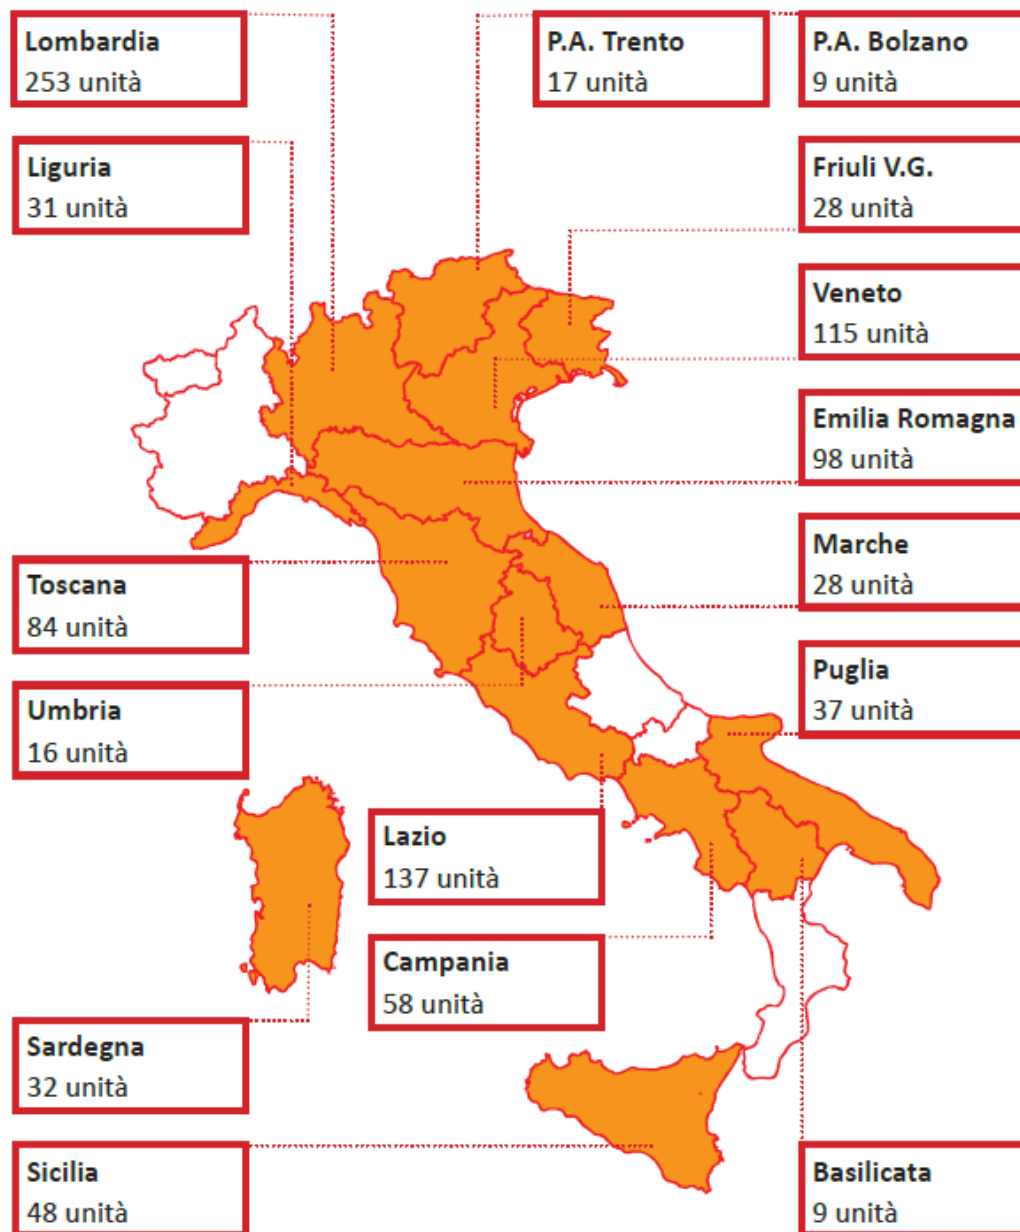 Lombardia
253 unità
P.A. Trento
17 unità
P.A. Bolzano
9 unità
Liguria
31 unità
Friuli V.G.
28 unità
Veneto
115 unità
Emilia Romagna
98 unità
Marche
28 unità
Toscana
84 unità
Puglia
37 unità
Umbria
16 unità
Lazio
137 unità
Campania
58 unità
Sardegna
32 unità
Sicilia
48 unità
Basilicata
9 unità